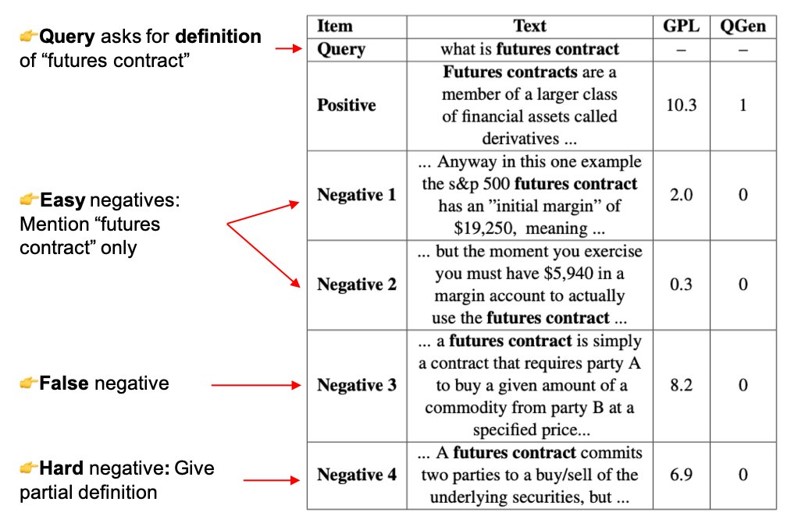 👉Query asks for definition
of “futures contract”
👉Easy negatives:
Mention “futures
contract” only
👉False negative
👉Hard negative: Give
partial definition
Item Text GPL QGen
Query what is futures contract – –
Positive Futures contracts are a
member of a larger class
of financial assets called
derivatives ... 10.3 1
Negative 1 ... Anyway in this one example
the s&p 500 futures contract
has an ”initial margin” of
$19,250, meaning ... 2.0 0
Negative 2 ... but the moment you exercise
you must have $5,940 in a
margin account to actually
use the futures contract ... 0.3 0
Negative 3 ... a futures contract is simply
a contract that requires party A
to buy a given amount of a
commodity from party B at a
specified price... 8.2 0
Negative 4 ... A futures contract commits
two parties to a buy/sell of the
underlying securities, but ... 6.9 0